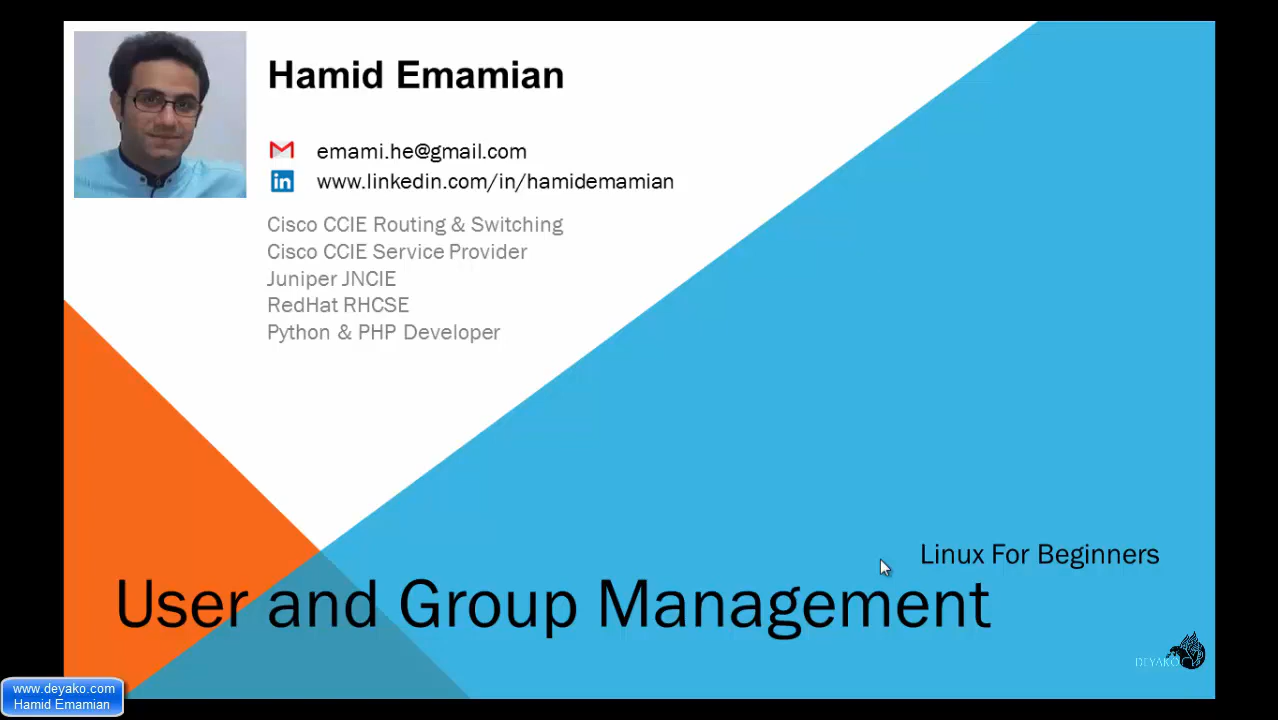 Hamid Emamian
emami.he@gmail.com
in www.linkedin.com/in/hamidemamian
Cisco CCIE Routing & Switching
Cisco CCIE Service Provider
Juniper JNCIE
RedHat RHCSE
Python & PHP Developer
Linux For Beginners
User and Group Management
DEYAKO
www.deyako.com
Hamid Emamian